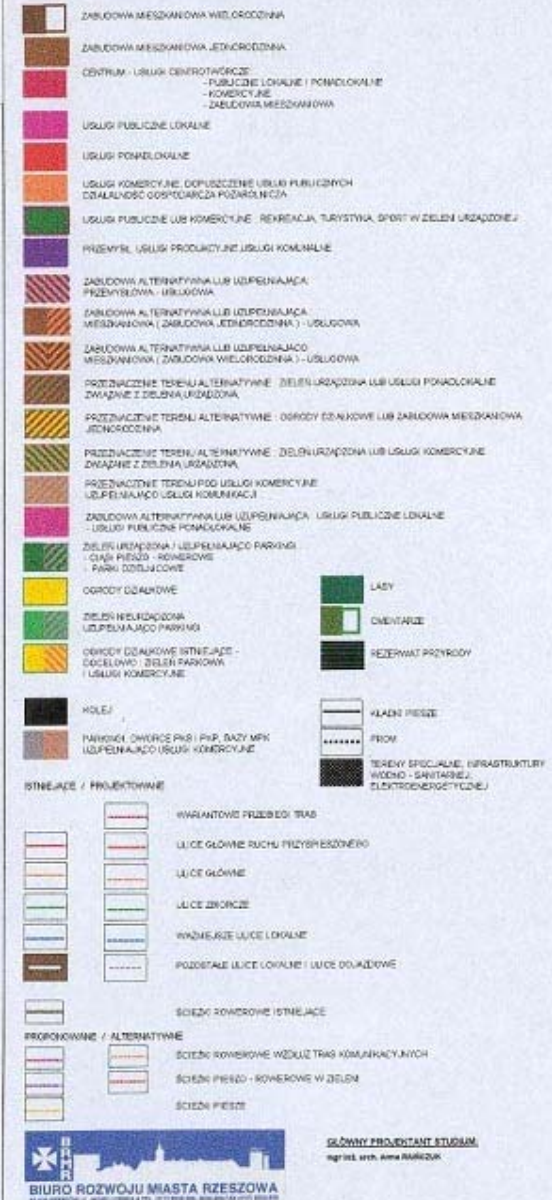 ZABUDOWA MIESZKANIOWA WIELORODZINNA
ZABUDOWA MIESZKANIOWA JEDNORODZINNA
CENTRUM - USŁUGI CENTROTWÓRCZE:
- PUBLICZNE LOKALNE I PONADLOKALNE
- KOMERCYJNE
- ZABUDOWA MIESZKANIOWA
USŁUGI PUBLICZNE LOKALNE
USŁUGI PONADLOKALNE
USŁUGI KOMERCYJNE, DOPUSZCZENIE USŁUG PUBLICZNYCH
DZIAŁALNOŚĆ GOSPODARCZA POZAROLNICZA
USŁUGI PUBLICZNE LUB KOMERCYJNE : REKREACJA, TURYSTYKA, SPORT W ZIELENI URZĄDZONEJ
PRZEMYSŁ, USŁUGI PRODUKCYJNE, USŁUGI KOMUNALNE
ZABUDOWA ALTERNATYWNA LUB UZUPEŁNIAJĄCA:
PRZEMYSŁOWA - USŁUGOWA
ZABUDOWA ALTERNATYWNA LUB UZUPEŁNIAJĄCA :
MIESZKANIOWA ( ZABUDOWA JEDNORODZINNA ) - USŁUGOWA
ZABUDOWA ALTERNATYWNA LUB UZUPEŁNIAJĄCO:
MIESZKANIOWA ( ZABUDOWA WIELORODZINNA ) - USŁUGOWA
PRZEZNACZENIE TERENU ALTERNATYWNE : ZIELEŃ URZĄDZONA LUB USŁUGI PONADLOKALNE
ZWIĄZANE Z ZIELENIĄ URZĄDZONĄ
PRZEZNACZENIE TERENU ALTERNATYWNE : OGRODY DZIAŁKOWE LUB ZABUDOWA MIESZKANIOWA
JEDNORODZINNA
PRZEZNACZENIE TERENU ALTERNATYWNE : ZIELEŃ URZĄDZONA LUB USŁUGI KOMERCYJNE
ZWIĄZANE Z ZIELENIĄ URZĄDZONĄ
PRZEZNACZENIE TERENU POD USŁUGI KOMERCYJNE
UZUPEŁNIAJĄCO USŁUGI KOMUNIKACJI
ZABUDOWA ALTERNATYWNA LUB UZUPEŁNIAJĄCA : USŁUGI PUBLICZNE LOKALNE
- USŁUGI PUBLICZNE PONADLOKALNE
ZIELEŃ URZĄDZONA / UZUPEŁNIAJĄCO PARKINGI
- CIĄGI PIESZO - ROWEROWE
- PARKI DZIELNICOWE
OGRODY DZIAŁKOWE
LASY
ZIELEŃ NIEURZĄDZONA
UZUPEŁNIAJĄCO PARKINGI
CMENTARZE
OGRODY DZIAŁKOWE ISTNIEJĄCE -
DOCELOWO : ZIELEŃ PARKOWA
I USŁUGI KOMERCYJNE
REZERWAT PRZYRODY
KOLEJ
KŁADKI PIESZE
PARKINGI, DWORCE PKS I PKP, BAZY MPK
UZUPEŁNIAJĄCO USŁUGI KOMERCYJNE
PROM
TERENY SPECJALNE, INFRASTRUKTURY
WODNO - SANITARNEJ,
ELEKTROENERGETYCZNEJ
ISTNIEJĄCE / PROJEKTOWANE
WARIANTOWE PRZEBIEGI TRAS
ULICE GŁÓWNE RUCHU PRZYSPIESZONEGO
ULICE GŁÓWNE
ULICE ZBIORCZE
WAŻNIEJSZE ULICE LOKALNE
POZOSTAŁE ULICE LOKALNE I ULICE DOJAZDOWE
ŚCIEŻKI ROWEROWE ISTNIEJĄCE
PROPONOWANE / ALTERNATYWNE
ŚCIEŻKI ROWEROWE WZDŁUŻ TRAS KOMUNIKACYJNYCH
ŚCIEŻKI PIESZO - ROWEROWE W ZIELENI
ŚCIEŻKI PIESZE
BRMR
GŁÓWNY PROJEKTANT STUDIUM:
mgr inż. arch. Anna
BIURO ROZWOJU MIASTA RZESZOWA